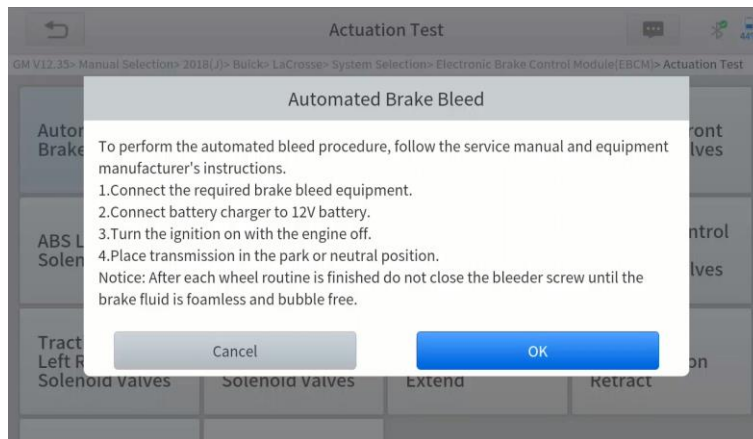 Actuation Test
GM V12.35> Manual Selection> 2018(J)> Buick> LaCrosse> System Selection> Electronic Brake Control Module(EBCM)> Actuation Test
Automated Brake Bleed
To perform the automated bleed procedure, follow the service manual and equipment
manufacturer's instructions.
1.Connect the required brake bleed equipment.
2.Connect battery charger to 12V battery.
3.Turn the ignition on with the engine off.
4.Place transmission in the park or neutral position.
Notice: After each wheel routine is finished do not close the bleeder screw until the
brake fluid is foamless and bubble free.
Cancel
OK
Brake
ABS L
Left R
Solenoid Valves
Solenoid Valves
Extend
Retract